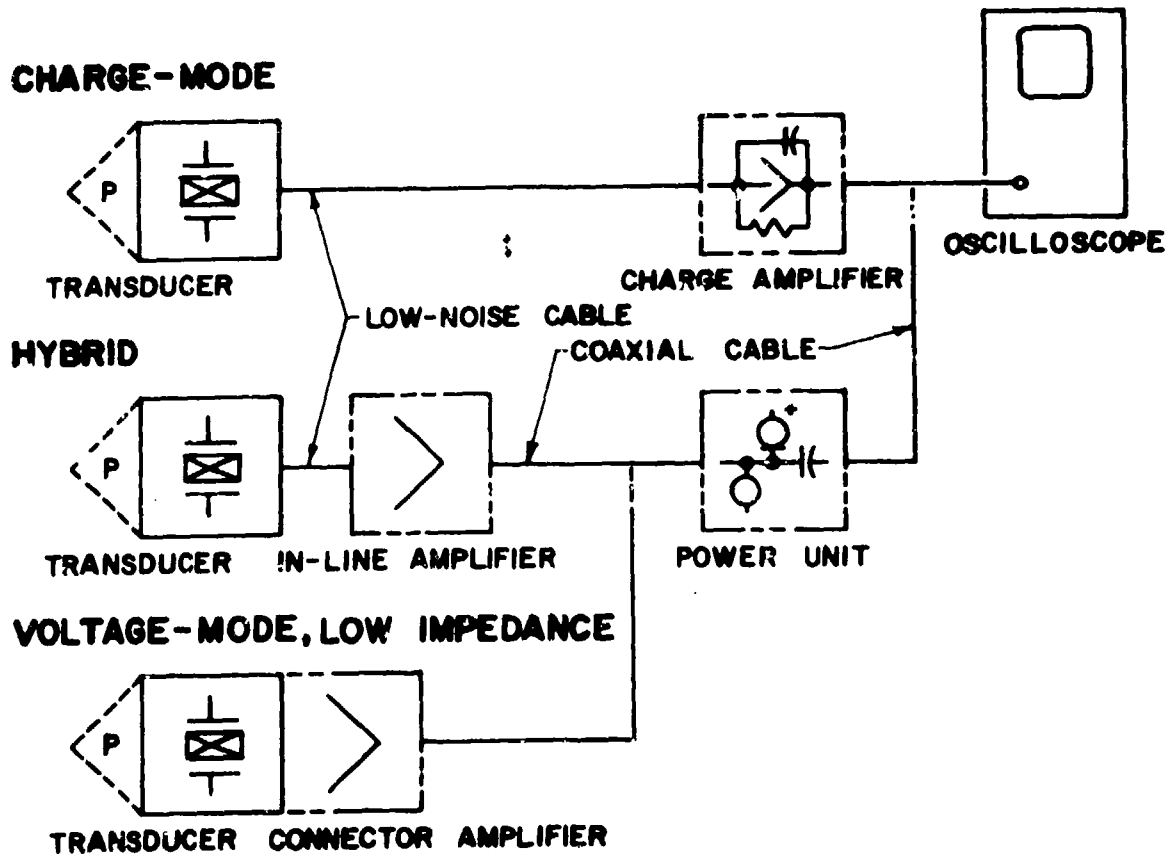 CHARGE-MODE
P
TRANSDUCER
CHARGE AMPLIFIER
OSCILLOSCOPE
LOW-NOISE CABLE
HYBRID
COAXIAL CABLE
P
+
TRANSDUCER
IN-LINE AMPLIFIER
POWER UNIT
VOLTAGE-MODE, LOW IMPEDANCE
P
TRANSDUCER
CONNECTOR AMPLIFIER